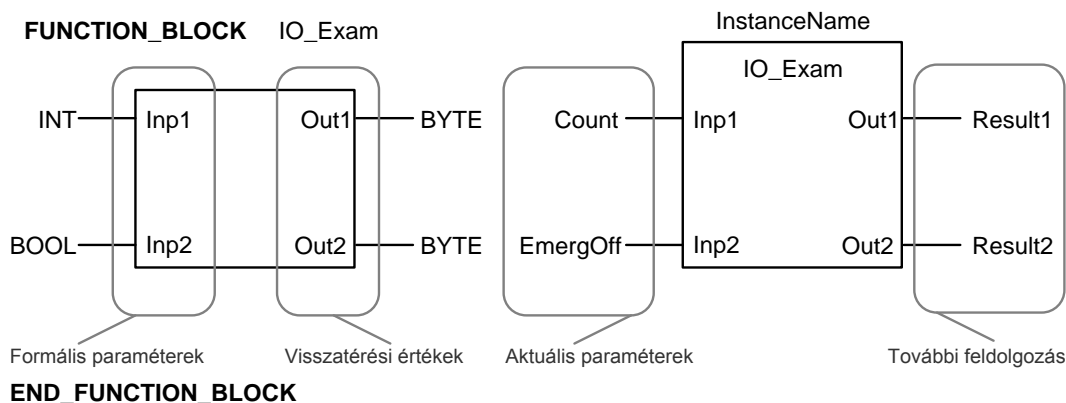 FUNCTION_BLOCK IO_Exam
INT Inp1 Out1 BYTE
BOOL Inp2 Out2 BYTE
Formális paraméterek Visszatérési értékek
END_FUNCTION_BLOCK
InstanceName
IO_Exam
Count Inp1 Out1 Result1
EmergOff Inp2 Out2 Result2
Aktuális paraméterek További feldolgozás